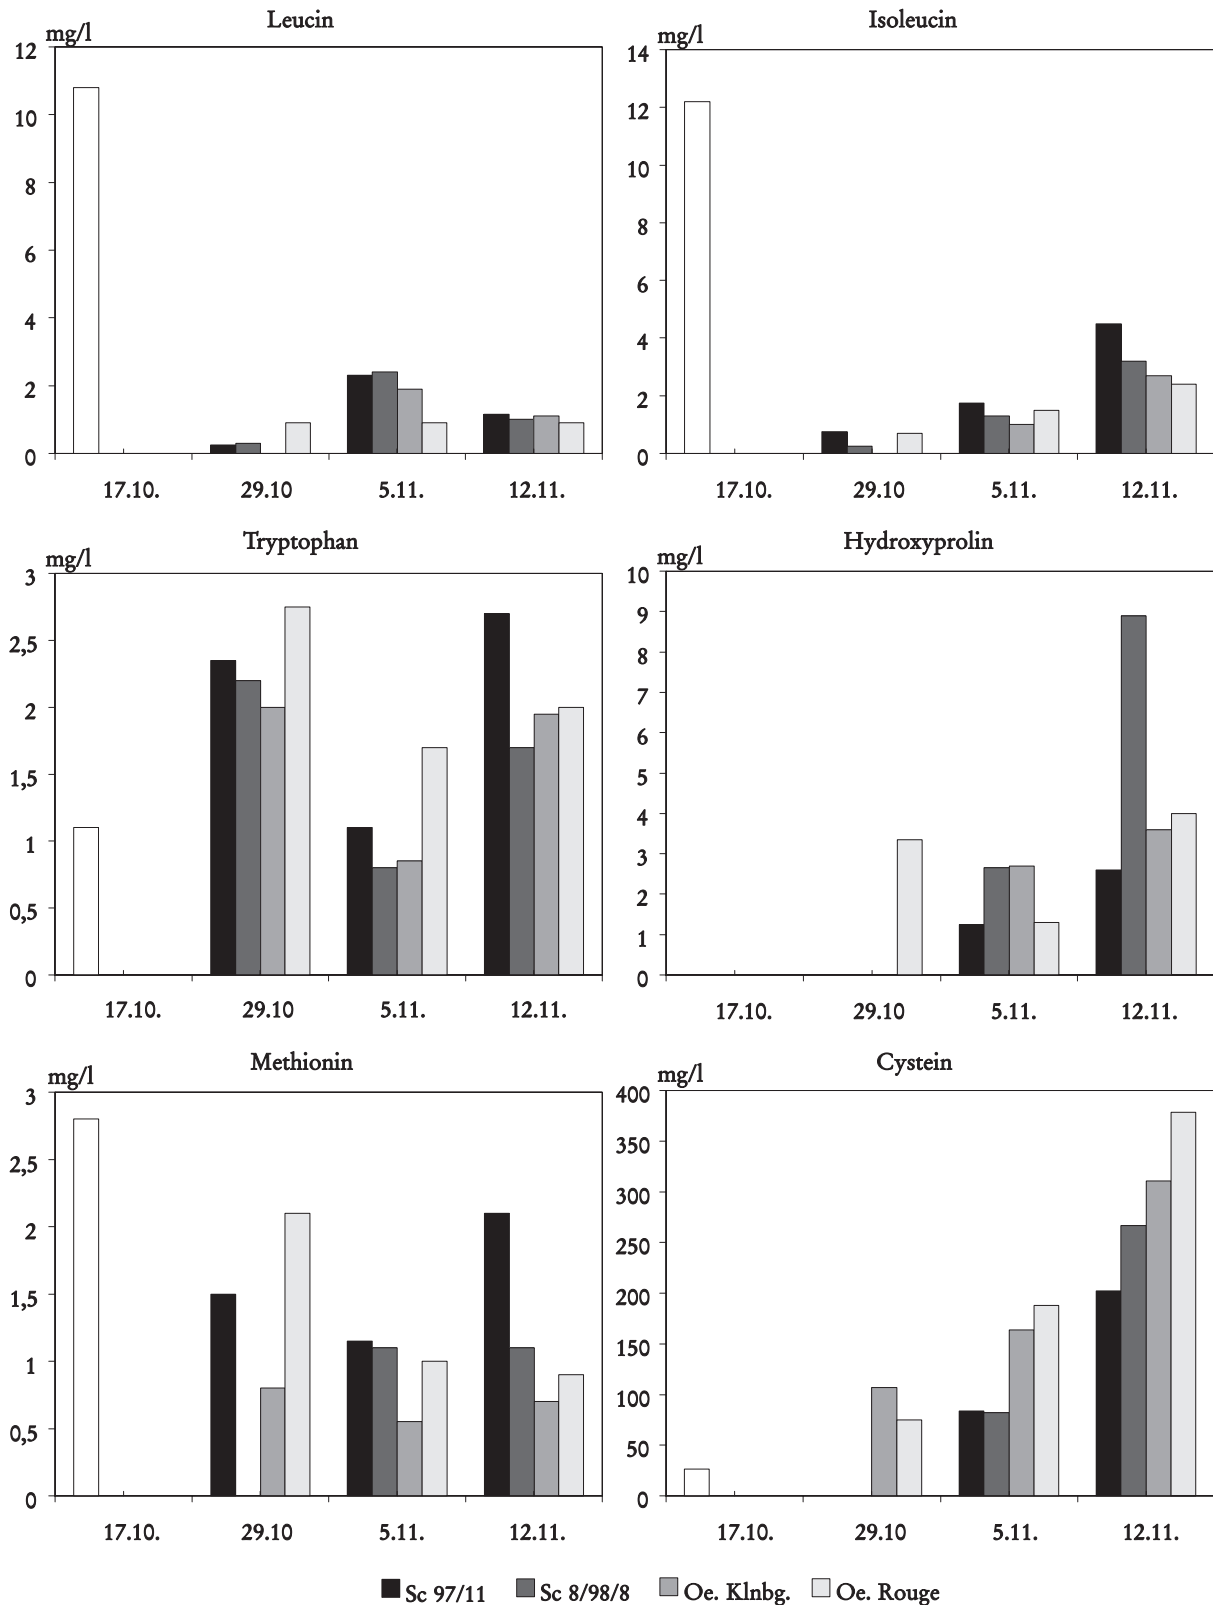 Leucin
mg/l
12
10
8
6
4
2
0
17.10. 29.10 5.11. 12.11.
Isoleucin
mg/l
14
12
10
8
6
4
2
0
17.10. 29.10 5.11. 12.11.
Tryptophan
mg/l
3
2,5
2
1,5
1
0,5
0
17.10. 29.10 5.11. 12.11.
Hydroxyprolin
mg/l
10
9
8
7
6
5
4
3
2
1
0
17.10. 29.10 5.11. 12.11.
Methionin
mg/l
3
2,5
2
1,5
1
0,5
0
17.10. 29.10 5.11. 12.11.
Cystein
mg/l
400
350
300
250
200
150
100
50
0
17.10. 29.10 5.11. 12.11.
Sc 97/11 Sc 8/98/8 Oe. Klnbg. Oe. Rouge